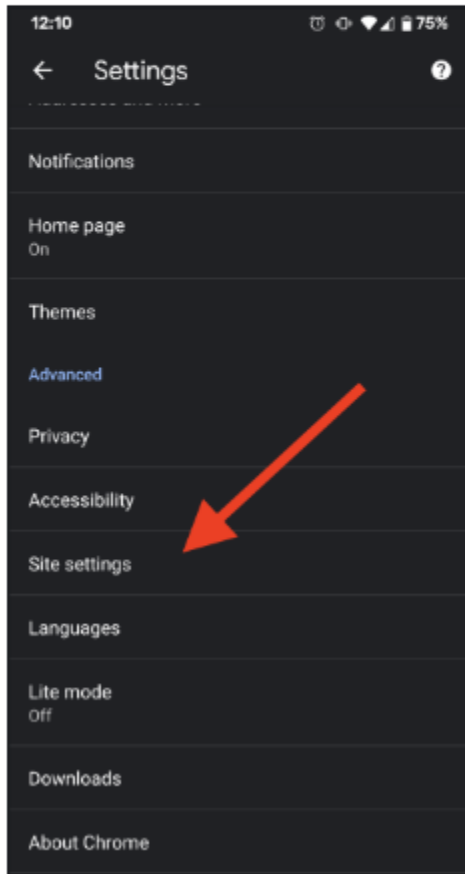 12:10 75%
Settings
Notifications
Home page
On
Themes
Advanced
Privacy
Accessibility
Site settings
Languages
Lite mode
Off
Downloads
About Chrome